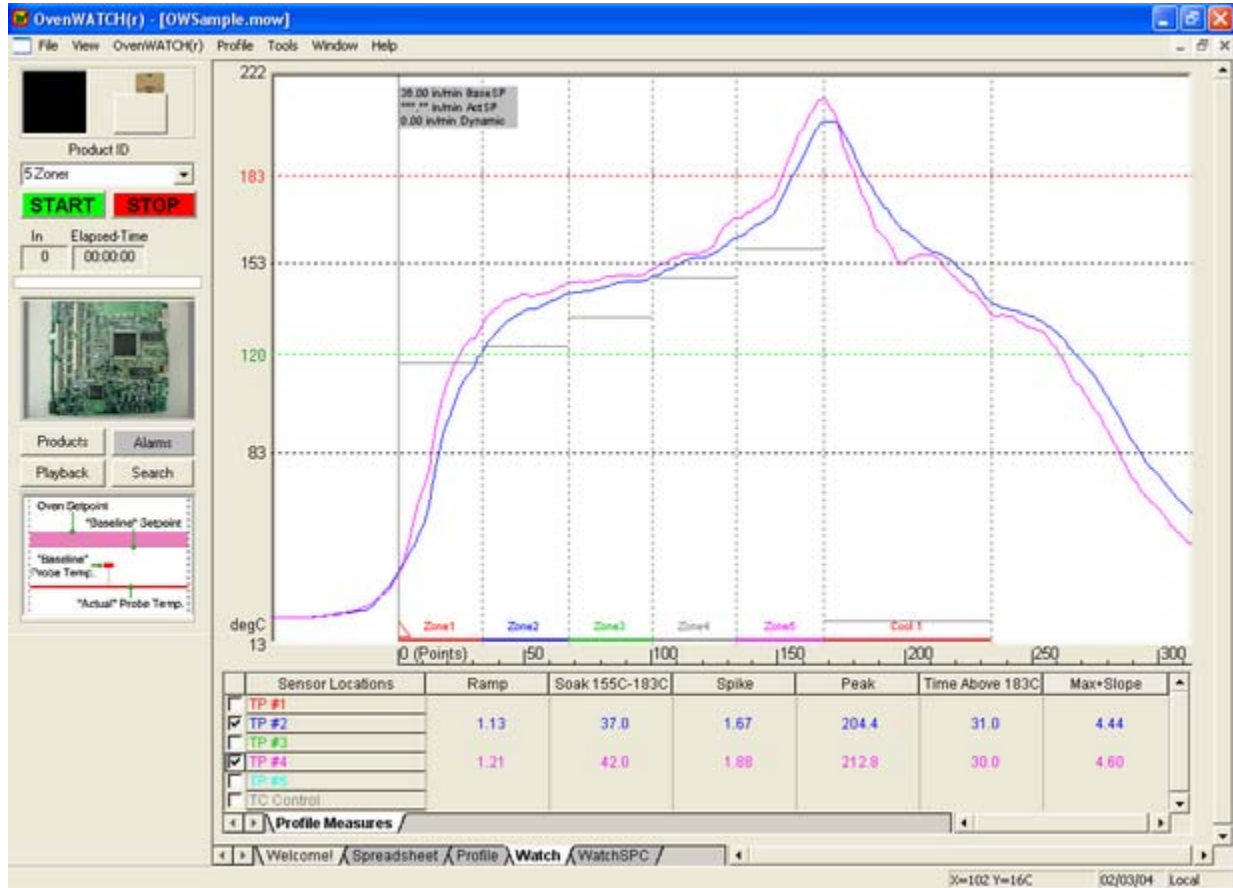 OvenWATCH(r) - [OWSample.mow]
File View OvenWATCH(r) Profile Tools Window Help
Product ID
5 Zoner
START STOP
In Elapsed-Time
0 00:00:00
Products Alarms
Playback Search
Oven Setpoint
"Baseline" Setpoint
"Baseline"
Probe Temp.
"Actual" Probe Temp.
222
36.00 in/min BaseSP
***.** in/min ActSP
0.00 in/min Dynamic
183
153
120
83
degC
13
Zone1 Zone2 Zone3 Zone4 Zone5 Cool 1
0 (Points) 50 100 150 200 250 300
Sensor Locations Ramp Soak 155C-183C Spike Peak Time Above 183C Max+Slope
TP #1
TP #2 1.13 37.0 1.67 204.4 31.0 4.44
TP #3
TP #4 1.21 42.0 1.88 212.8 30.0 4.60
TP #5
TC Control
Profile Measures
Welcome! Spreadsheet Profile Watch WatchSPC
X=102 Y=16C 02/03/04 Local